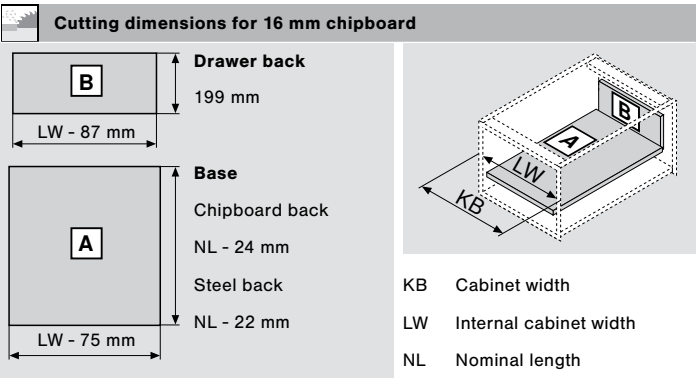 Cutting dimensions for 16 mm chipboard
B
LW - 87 mm
Drawer back
199 mm
A
LW - 75 mm
Base
Chipboard back
NL - 24 mm
Steel back
NL - 22 mm
B
A
LW
KB
KB Cabinet width
LW Internal cabinet width
NL Nominal length